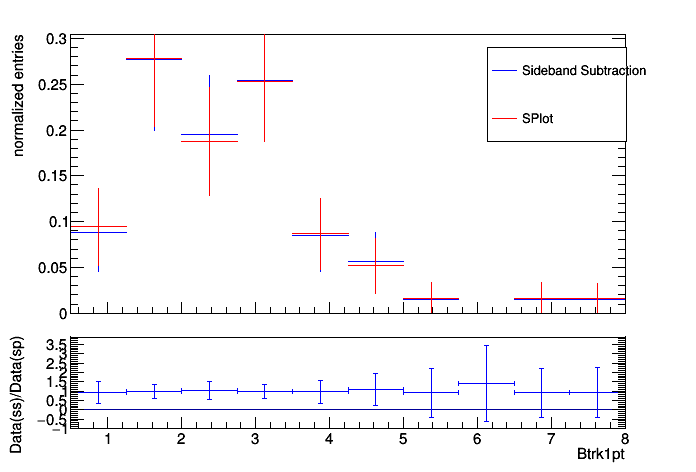 normalized entries
0.3
0.25
0.2
0.15
0.1
0.05
0
Sideband Subtraction
SPlot
Data(ss)/Data(sp)
3.5
3
2.5
2
1.5
1
0.5
0
−0.5
−1
1 2 3 4 5 6 7 8
Btrk1pt